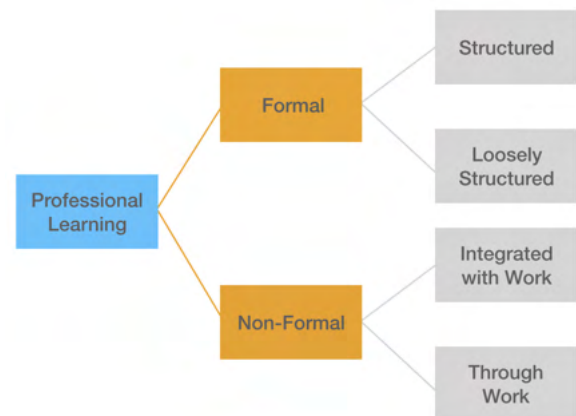 Professional
Learning
Formal
Non-Formal
Structured
Loosely
Structured
Integrated
with Work
Through
Work